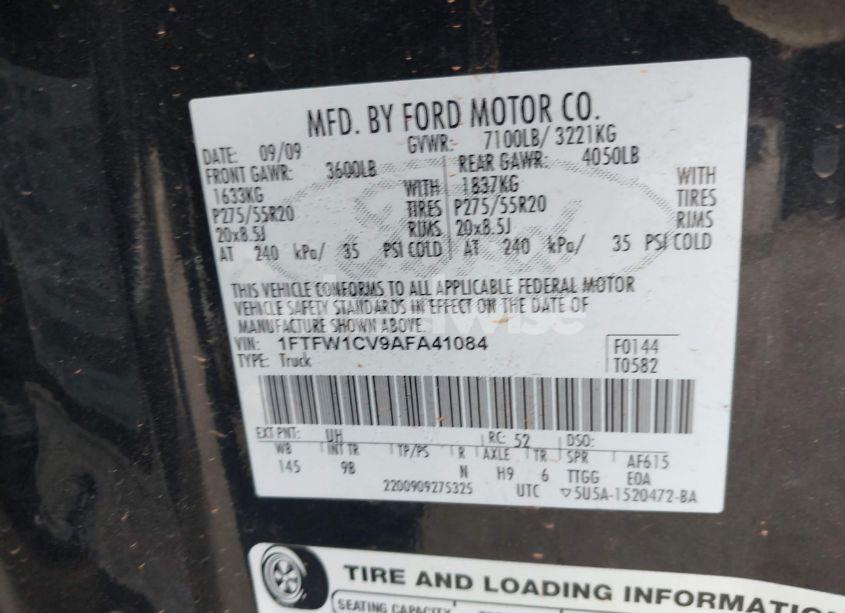 MFD. BY FORD MOTOR CO.
DATE: 09/09 GVWR: 7100LB/ 3221KG
FRONT GAWR: 3600LB REAR GAWR: 4050LB
1633KG WITH 1837KG WITH
P275/55R20 TIRES P275/55R20 TIRES
20x8.5J RIMS 20x8.5J RIMS
AT 240 kPa/ 35 PSI COLD AT 240 kPa/ 35 PSI COLD
THIS VEHICLE CONFORMS TO ALL APPLICABLE FEDERAL MOTOR
VEHICLE SAFETY STANDARDS IN EFFECT ON THE DATE OF
MANUFACTURE SHOWN ABOVE.
VIN: 1FTFW1CV9AFA41084 F0144
TYPE: Truck T0582
EXT PNT: UH RC: 52 DSO:
WB INT TR TP/PS R AXLE TR SPR AF615
145 9B N H9 6 TTGG E0A
2200909275325 UTC ▽5U5A-1520472-BA
TIRE AND LOADING INFORMATION
SEATING CAPACITY